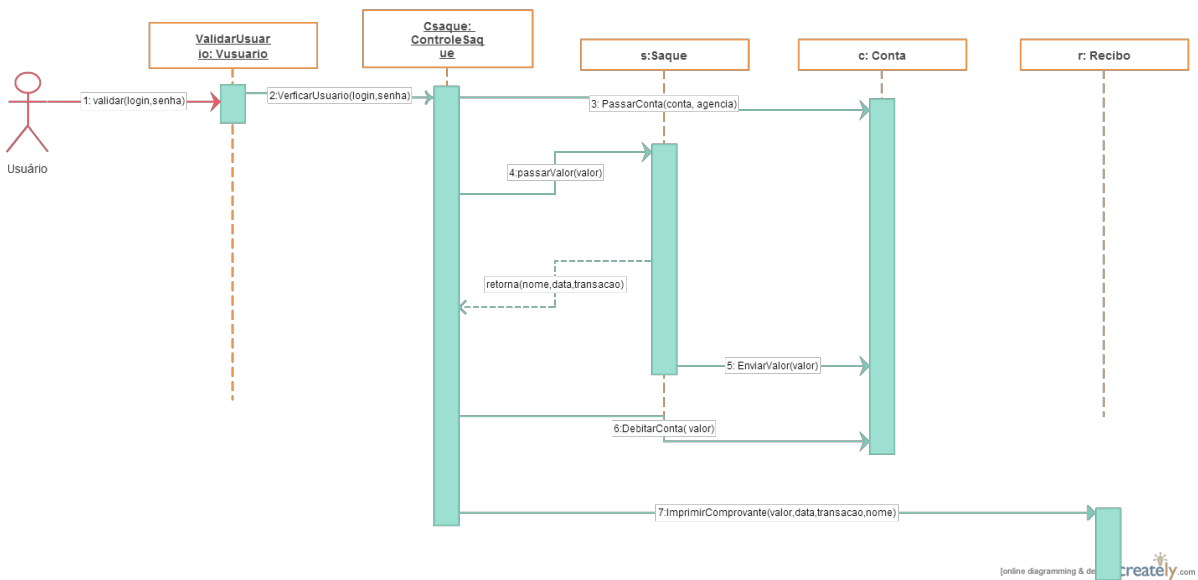 ValidarUsuar
io: Vusuario
Csaque:
ControleSaq
ue
s:Saque
c: Conta
r: Recibo
1: validar(login,senha)
2:VerficarUsuario(login,senha)
3: PassarConta(conta, agencia)
Usuário
4:passarValor(valor)
retorna(nome,data,transacao)
5: EnviarValor(valor)
6:DebitarConta( valor)
7:ImprimirComprovante(valor,data,transacao,nome)
[online diagramming & de
creately.com